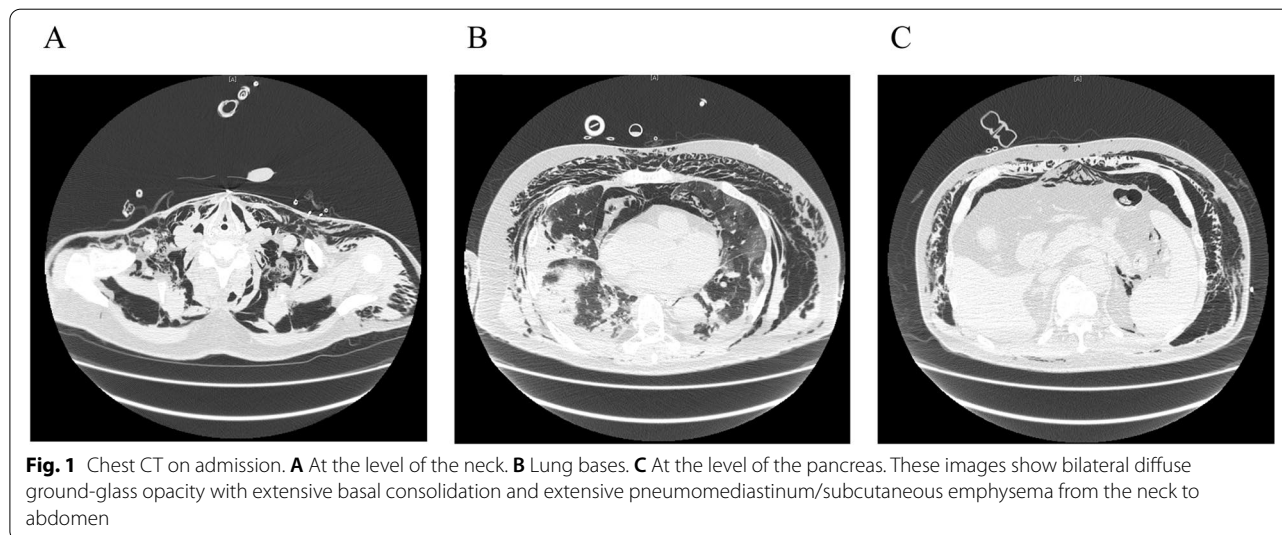 A
B
C
[A]
[A]
[A]
Fig. 1 Chest CT on admission. A At the level of the neck. B Lung bases. C At the level of the pancreas. These images show bilateral diffuse
ground-glass opacity with extensive basal consolidation and extensive pneumomediastinum/subcutaneous emphysema from the neck to
abdomen